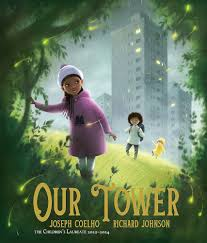 OUR TOWER
JOSEPH COELHO RICHARD JOHNSON
THE CHILDREN'S LAUREATE 2022-2024